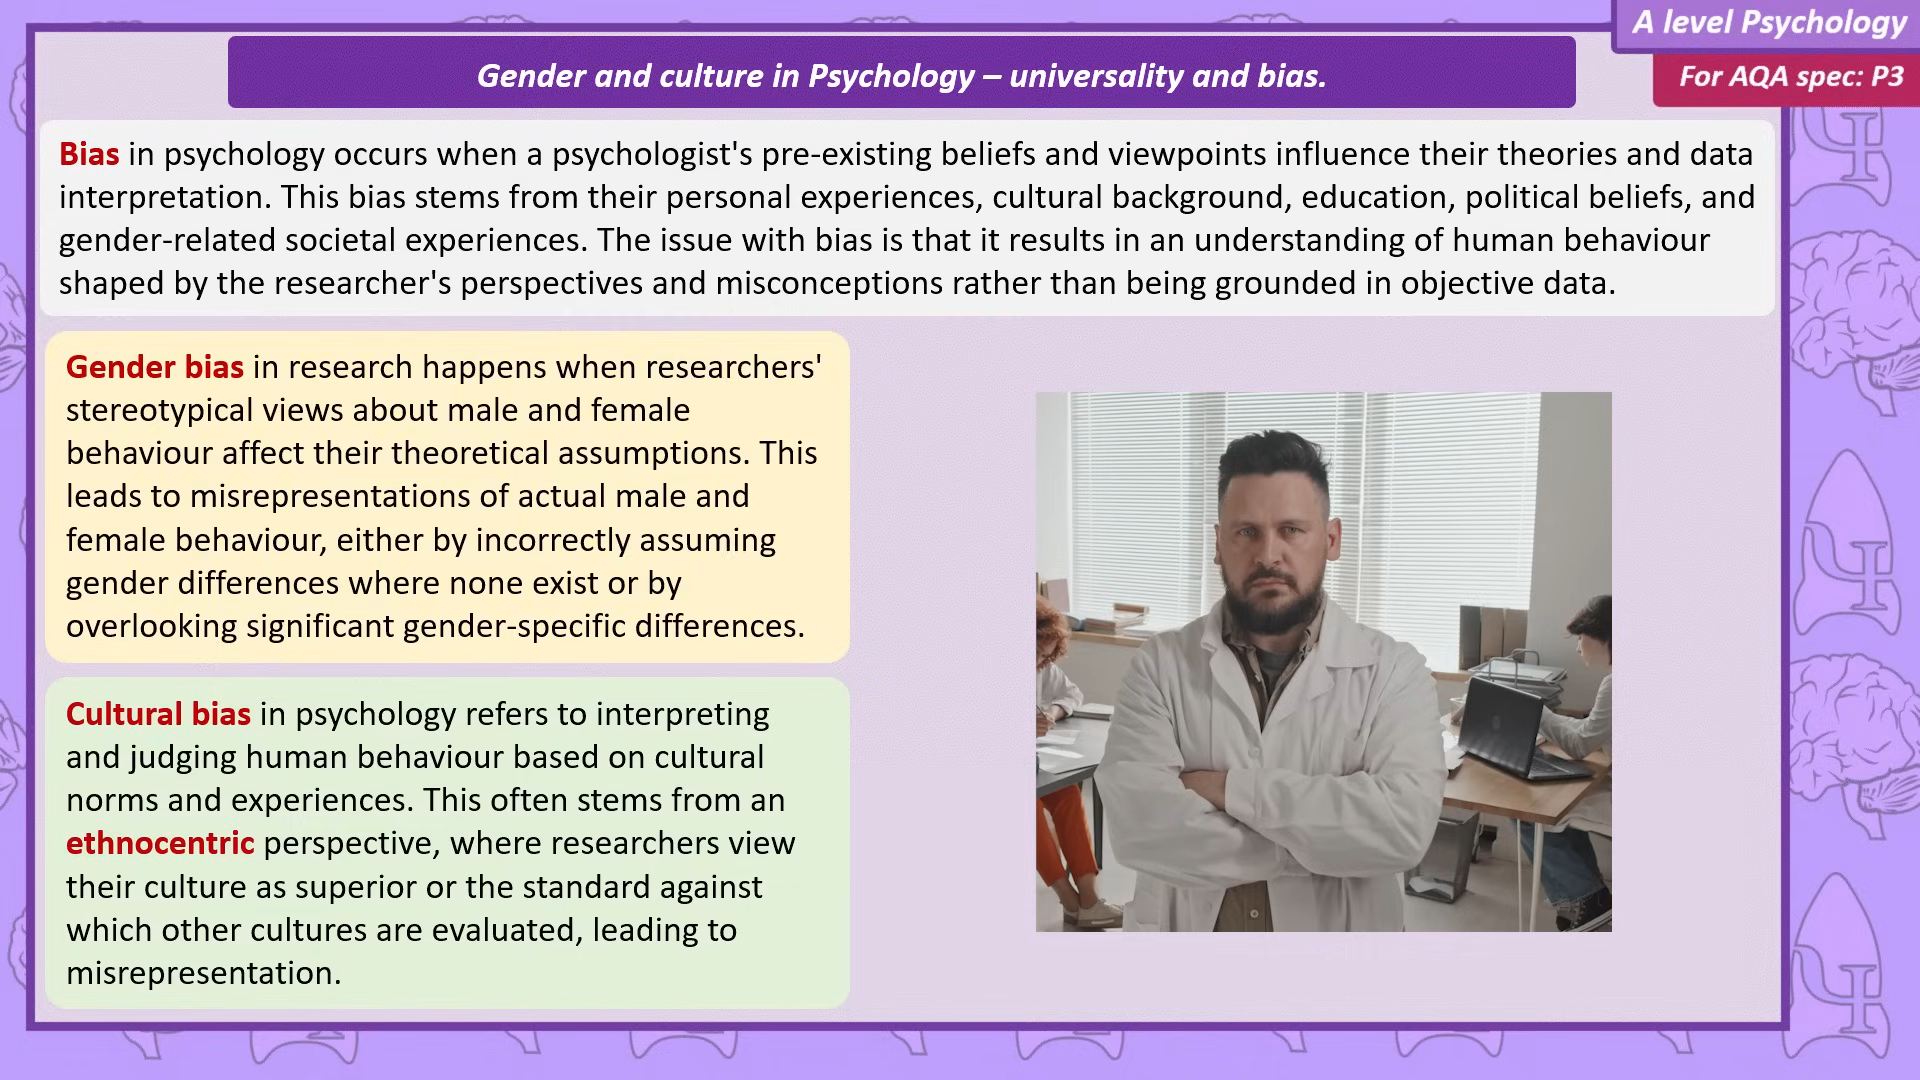 A level Psychology
For AQA spec: P3
Gender and culture in Psychology – universality and bias.
Bias in psychology occurs when a psychologist's pre-existing beliefs and viewpoints influence their theories and data
interpretation. This bias stems from their personal experiences, cultural background, education, political beliefs, and
gender-related societal experiences. The issue with bias is that it results in an understanding of human behaviour
shaped by the researcher's perspectives and misconceptions rather than being grounded in objective data.
Gender bias in research happens when researchers'
stereotypical views about male and female
behaviour affect their theoretical assumptions. This
leads to misrepresentations of actual male and
female behaviour, either by incorrectly assuming
gender differences where none exist or by
overlooking significant gender-specific differences.
Cultural bias in psychology refers to interpreting
and judging human behaviour based on cultural
norms and experiences. This often stems from an
ethnocentric perspective, where researchers view
their culture as superior or the standard against
which other cultures are evaluated, leading to
misrepresentation.